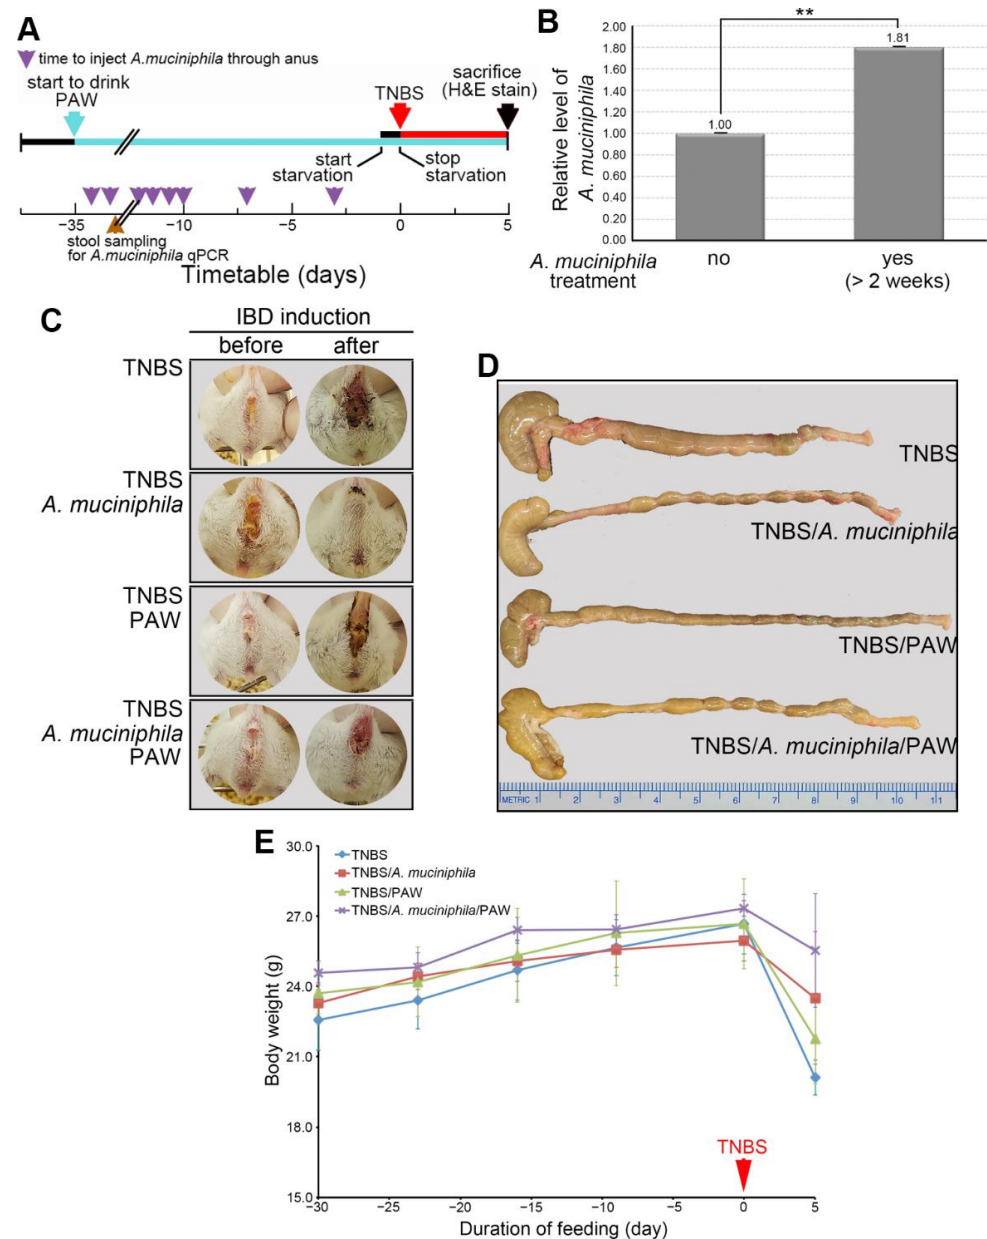 A
time to inject A.muciniphila through anus
start to drink
PAW
TNBS
sacrifice
(H&E stain)
start
starvation
stop
starvation
−35
−10
−5
0
5
stool sampling
for A.muciniphila qPCR
Timetable (days)
B
**
Relative level of
A. muciniphila
2.00
1.80
1.60
1.40
1.20
1.00
0.80
0.60
0.40
0.20
0.00
1.00
1.81
A. muciniphila
treatment
no
yes
(> 2 weeks)
C
IBD induction
before
after
TNBS
TNBS
A. muciniphila
TNBS
PAW
TNBS
A. muciniphila
PAW
D
TNBS
TNBS/A. muciniphila
TNBS/PAW
TNBS/A. muciniphila/PAW
METRIC 1 2 3 4 5 6 7 8 9 10 11
E
TNBS
TNBS/A. muciniphila
TNBS/PAW
TNBS/A. muciniphila/PAW
Body weight (g)
30.0
27.0
24.0
21.0
18.0
15.0
TNBS
−30 −25 −20 −15 −10 −5 0 5
Duration of feeding (day)